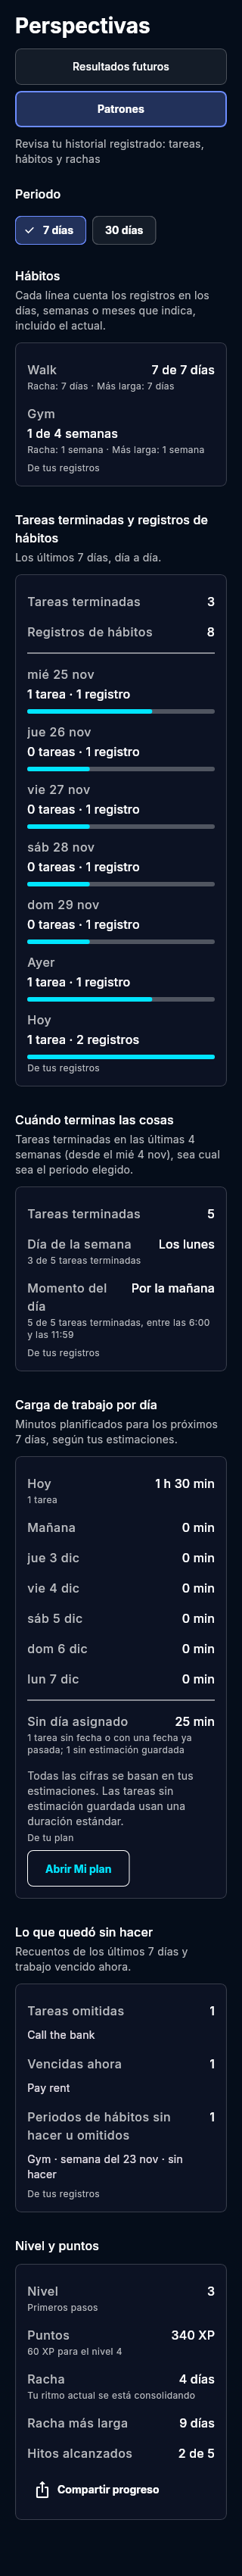 Perspectivas
Resultados futuros
Patrones
Revisa tu historial registrado: tareas,
hábitos y rachas
Periodo
7 días
30 días
Hábitos
Cada línea cuenta los registros en los
días, semanas o meses que indica,
incluido el actual.
Walk
7 de 7 días
Racha: 7 días · Más larga: 7 días
Gym
1 de 4 semanas
Racha: 1 semana · Más larga: 1 semana
De tus registros
Tareas terminadas y registros de
hábitos
Los últimos 7 días, día a día.
Tareas terminadas
3
Registros de hábitos
8
mié 25 nov
1 tarea · 1 registro
jue 26 nov
0 tareas · 1 registro
vie 27 nov
0 tareas · 1 registro
sáb 28 nov
0 tareas · 1 registro
dom 29 nov
0 tareas · 1 registro
Ayer
1 tarea · 1 registro
Hoy
1 tarea · 2 registros
De tus registros
Cuándo terminas las cosas
Tareas terminadas en las últimas 4
semanas (desde el mié 4 nov), sea cual
sea el periodo elegido.
Tareas terminadas
5
Día de la semana
Los lunes
3 de 5 tareas terminadas
Momento del
día
Por la mañana
5 de 5 tareas terminadas, entre las 6:00
y las 11:59
De tus registros
Carga de trabajo por día
Minutos planificados para los próximos
7 días, según tus estimaciones.
Hoy
1 h 30 min
1 tarea
Mañana
0 min
jue 3 dic
0 min
vie 4 dic
0 min
sáb 5 dic
0 min
dom 6 dic
0 min
lun 7 dic
0 min
Sin día asignado
25 min
1 tarea sin fecha o con una fecha ya
pasada; 1 sin estimación guardada
Todas las cifras se basan en tus
estimaciones. Las tareas sin
estimación guardada usan una
duración estándar.
De tu plan
Abrir Mi plan
Lo que quedó sin hacer
Recuentos de los últimos 7 días y
trabajo vencido ahora.
Tareas omitidas
1
Call the bank
Vencidas ahora
1
Pay rent
Periodos de hábitos sin
hacer u omitidos
1
Gym · semana del 23 nov · sin
hacer
De tus registros
Nivel y puntos
Nivel
3
Primeros pasos
Puntos
340 XP
60 XP para el nivel 4
Racha
4 días
Tu ritmo actual se está consolidando
Racha más larga
9 días
Hitos alcanzados
2 de 5
Compartir progreso